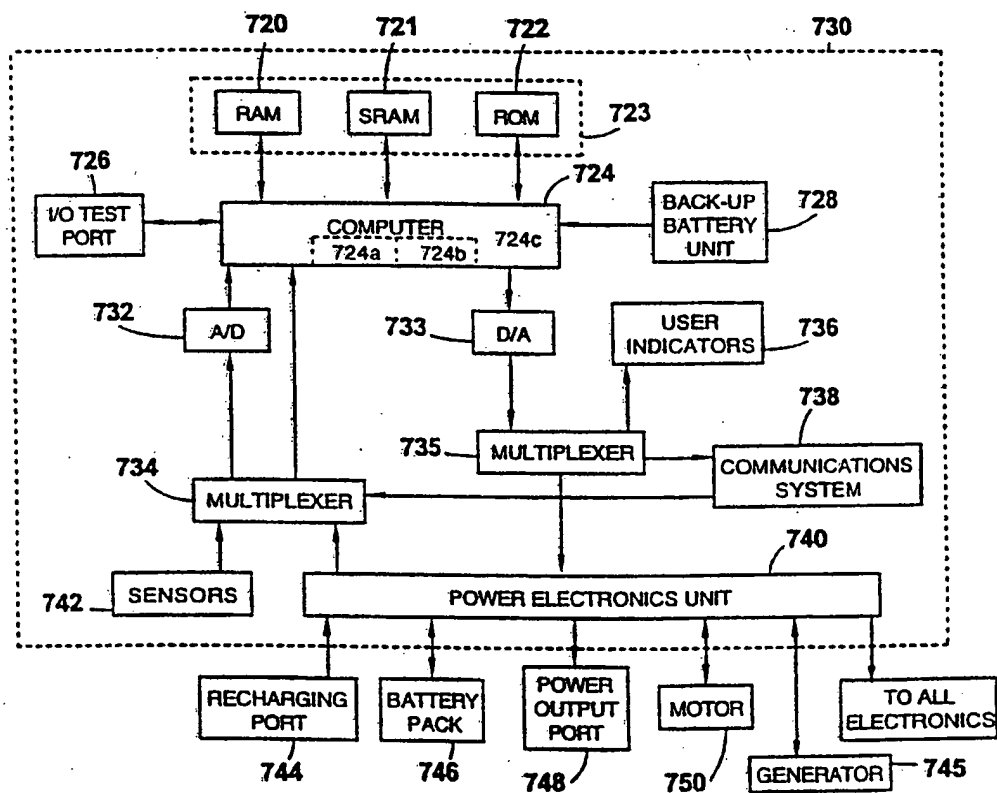 720
721
722
730
RAM
SRAM
ROM
723
726
724
I/O TEST
PORT
COMPUTER
724a
724b
724c
BACK-UP
BATTERY
UNIT
728
732
A/D
733
D/A
USER
INDICATORS
736
738
735
MULTIPLEXER
734
MULTIPLEXER
COMMUNICATIONS
SYSTEM
740
742
SENSORS
POWER ELECTRONICS UNIT
RECHARGING
PORT
744
BATTERY
PACK
746
POWER
OUTPUT
PORT
748
MOTOR
750
TO ALL
ELECTRONICS
GENERATOR
745